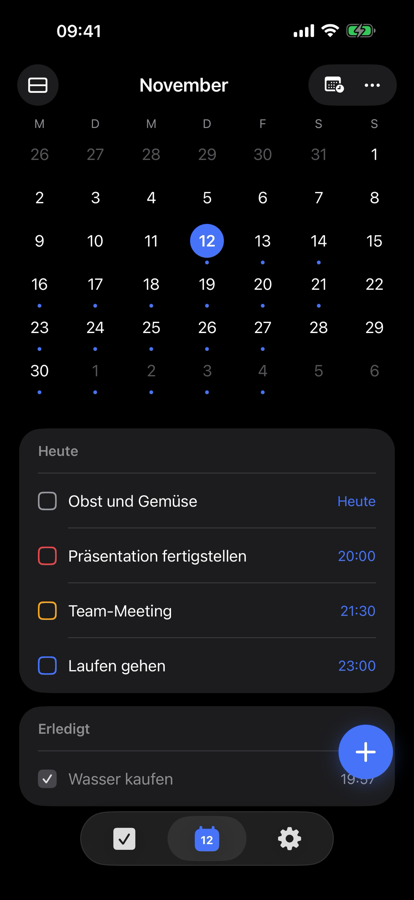 09:41
November
M D M D F S S
26 27 28 29 30 31 1
2 3 4 5 6 7 8
9 10 11 12 13 14 15
16 17 18 19 20 21 22
23 24 25 26 27 28 29
30 1 2 3 4 5 6
Heute
Obst und Gemüse Heute
Präsentation fertigstellen 20:00
Team-Meeting 21:30
Laufen gehen 23:00
Erledigt
Wasser kaufen
12